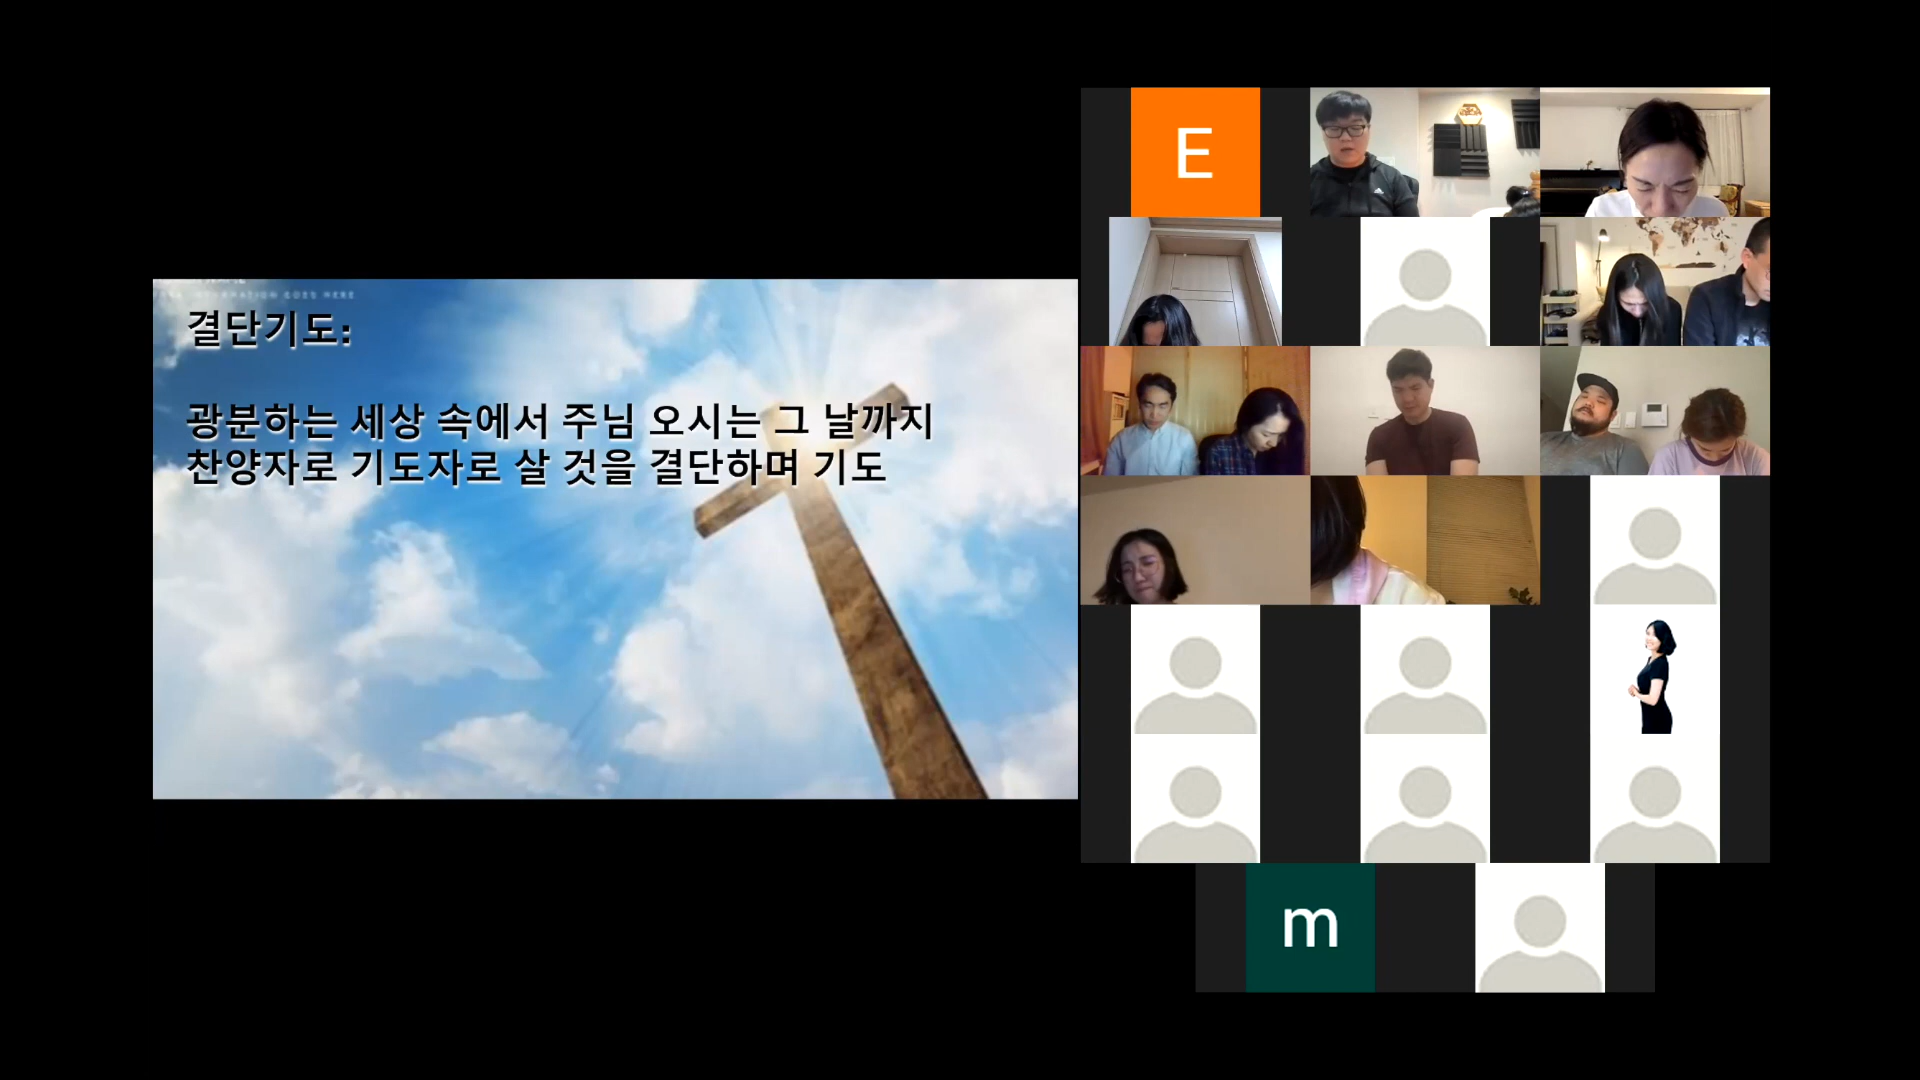 결단기도:
광분하는 세상 속에서 주님 오시는 그 날까지
찬양자로 기도자로 살 것을 결단하며 기도
E
m